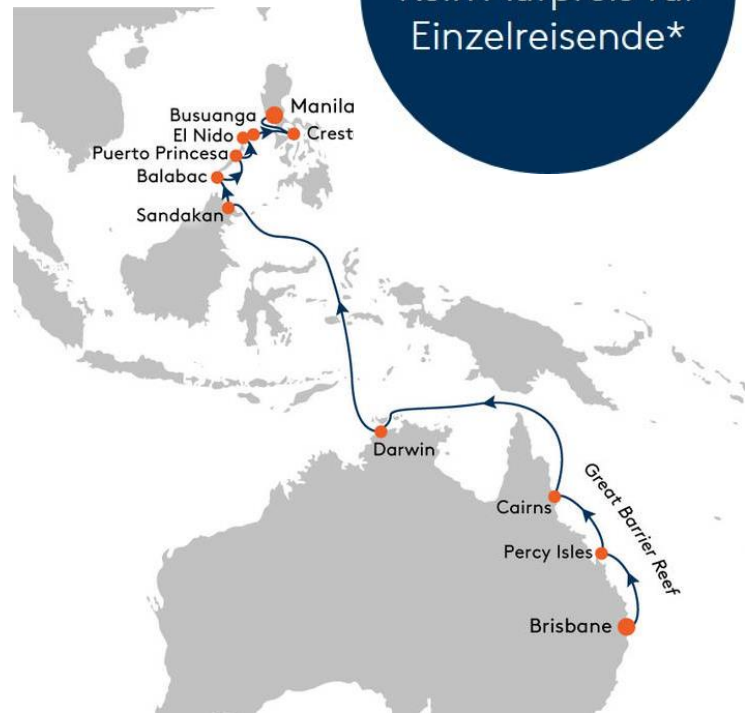 Einzelreisende*
Busuanga
Manila
El Nido
Crest
Puerto Princesa
Balabac
Sandakan
Darwin
Cairns
Great Barrier Reef
Percy Isles
Brisbane